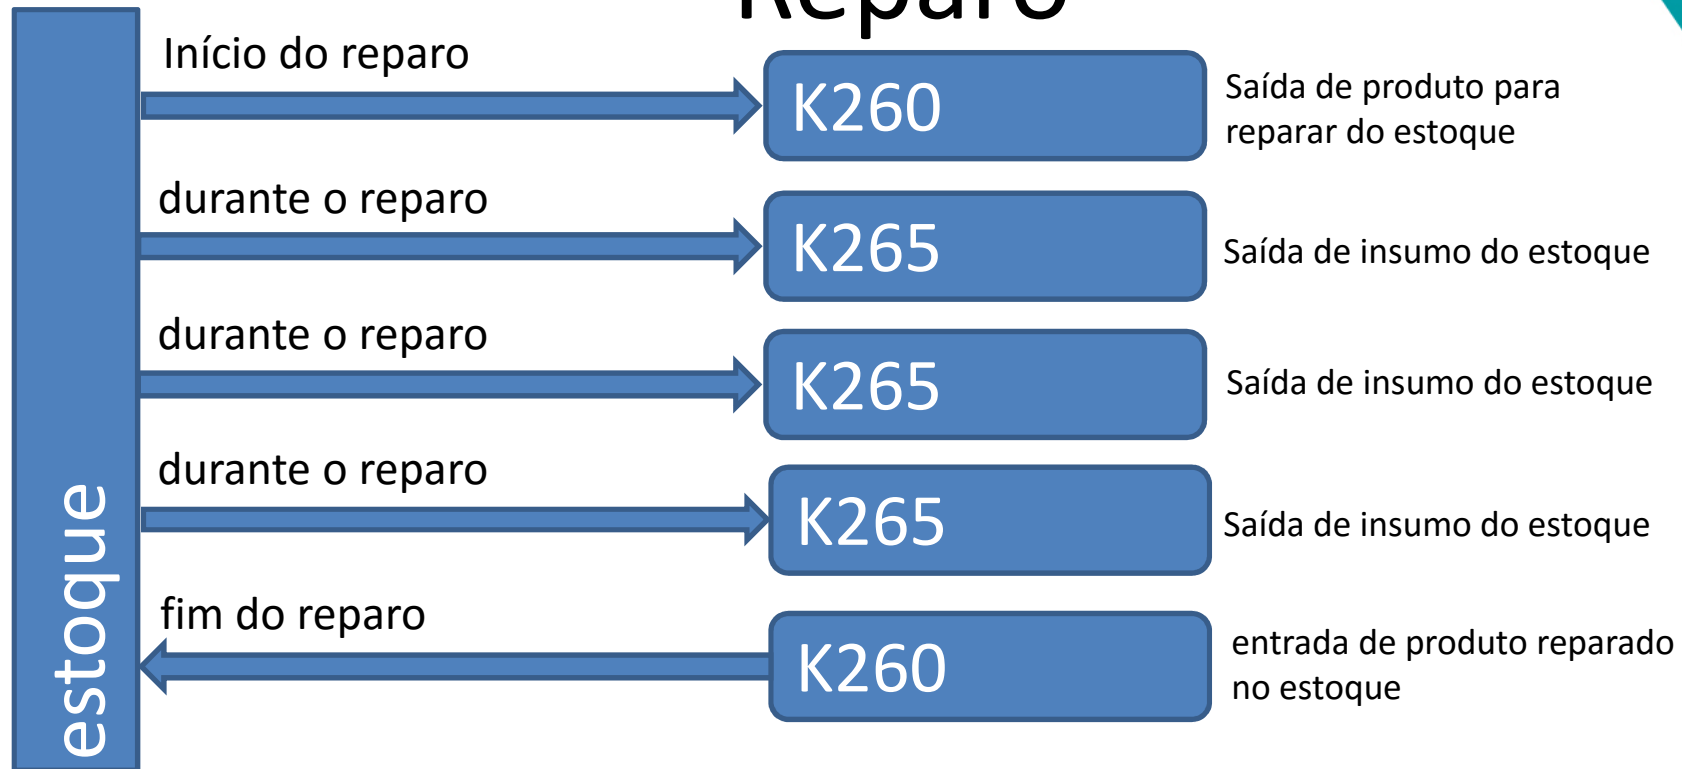 Reparo
Início do reparo
K260
Saída de produto para
reparar do estoque
durante o reparo
K265
Saída de insumo do estoque
durante o reparo
K265
Saída de insumo do estoque
durante o reparo
K265
Saída de insumo do estoque
fim do reparo
K260
entrada de produto reparado
no estoque
estoque